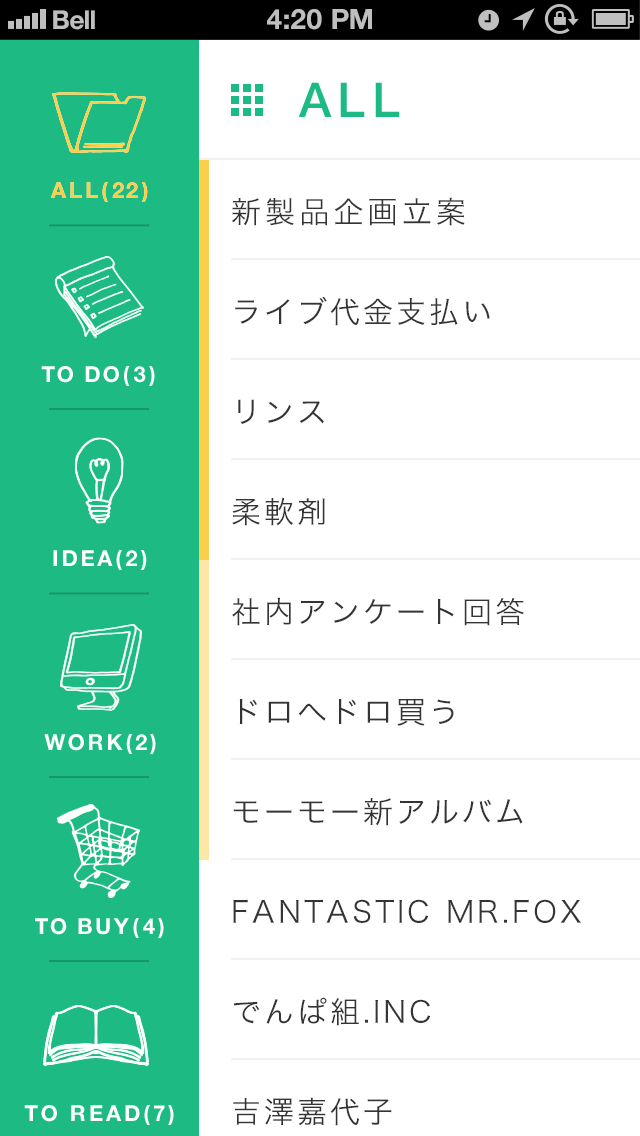 Bell 4:20 PM
ALL(22)
TO DO(3)
IDEA(2)
WORK(2)
TO BUY(4)
TO READ(7)
ALL
新製品企画立案
ライブ代金支払い
リンス
柔軟剤
社内アンケート回答
ドロヘドロ買う
モーモー新アルバム
FANTASTIC MR.FOX
でんぱ組.INC
吉澤嘉代子